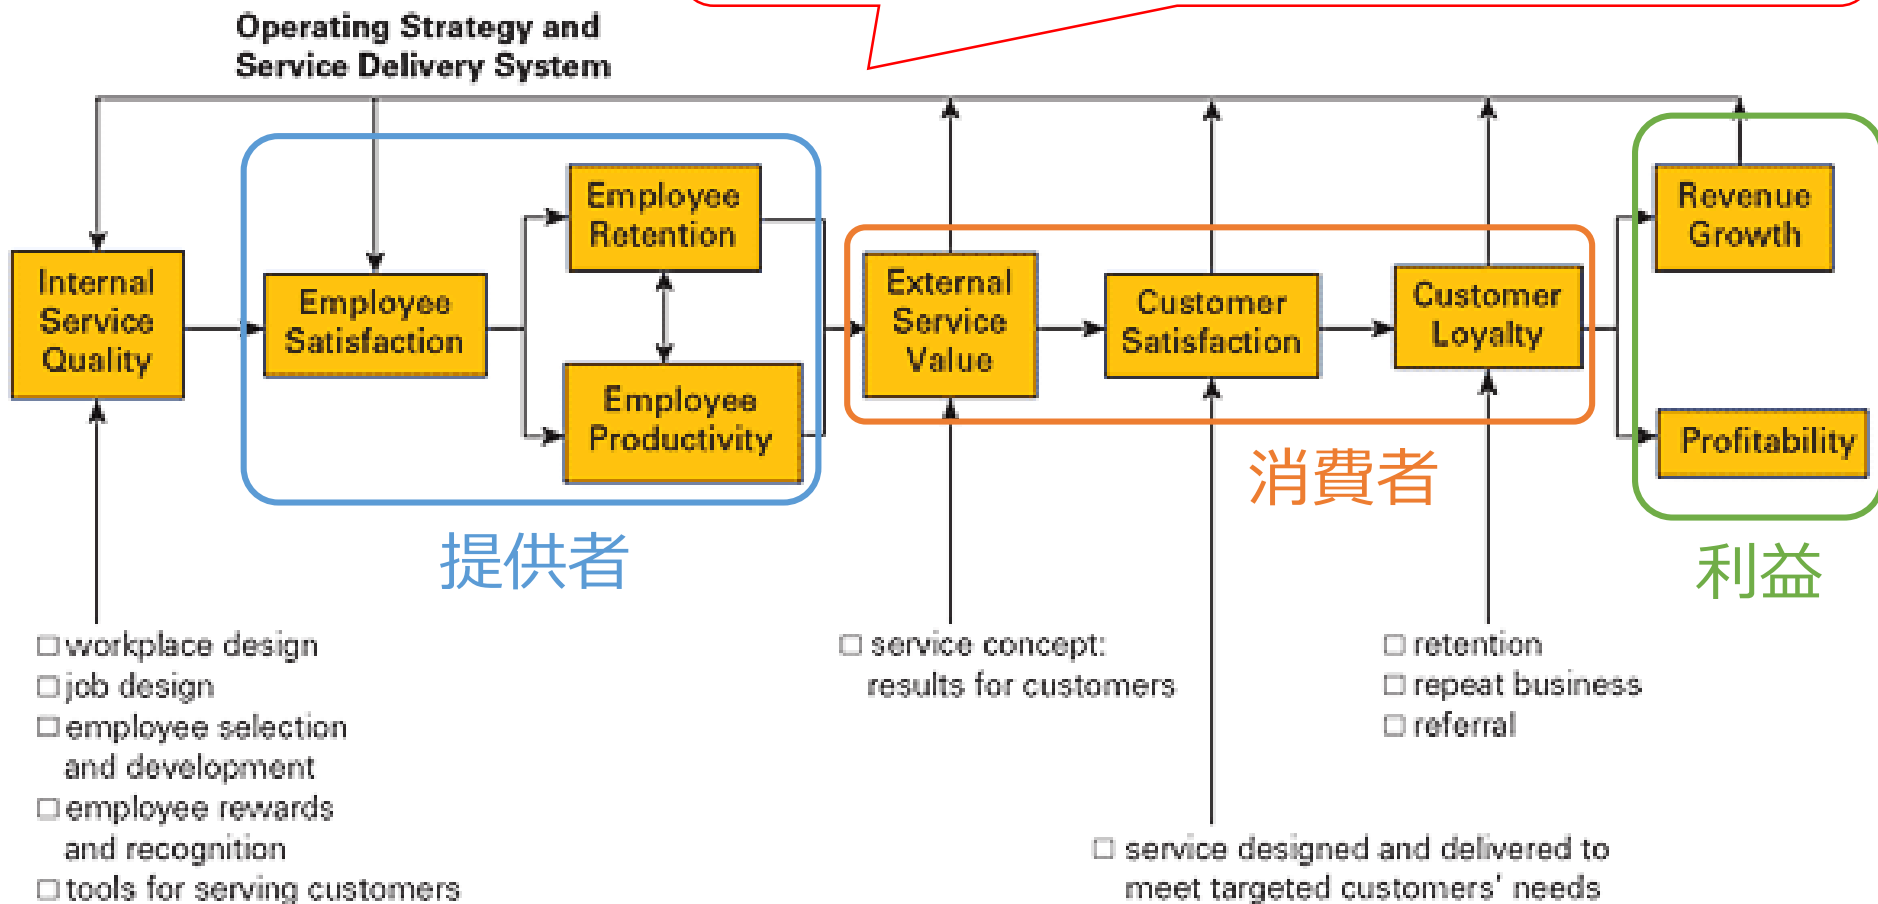 Operating Strategy and
Service Delivery System
Internal
Service
Quality
Employee
Satisfaction
Employee
Retention
Employee
Productivity
External
Service
Value
Customer
Satisfaction
Customer
Loyalty
Revenue
Growth
Profitability
提供者
消費者
利益
□ workplace design
□ job design
□ employee selection
and development
□ employee rewards
and recognition
□ tools for serving customers
□ service concept:
results for customers
□ service designed and delivered to
meet targeted customers' needs
□ retention
□ repeat business
□ referral